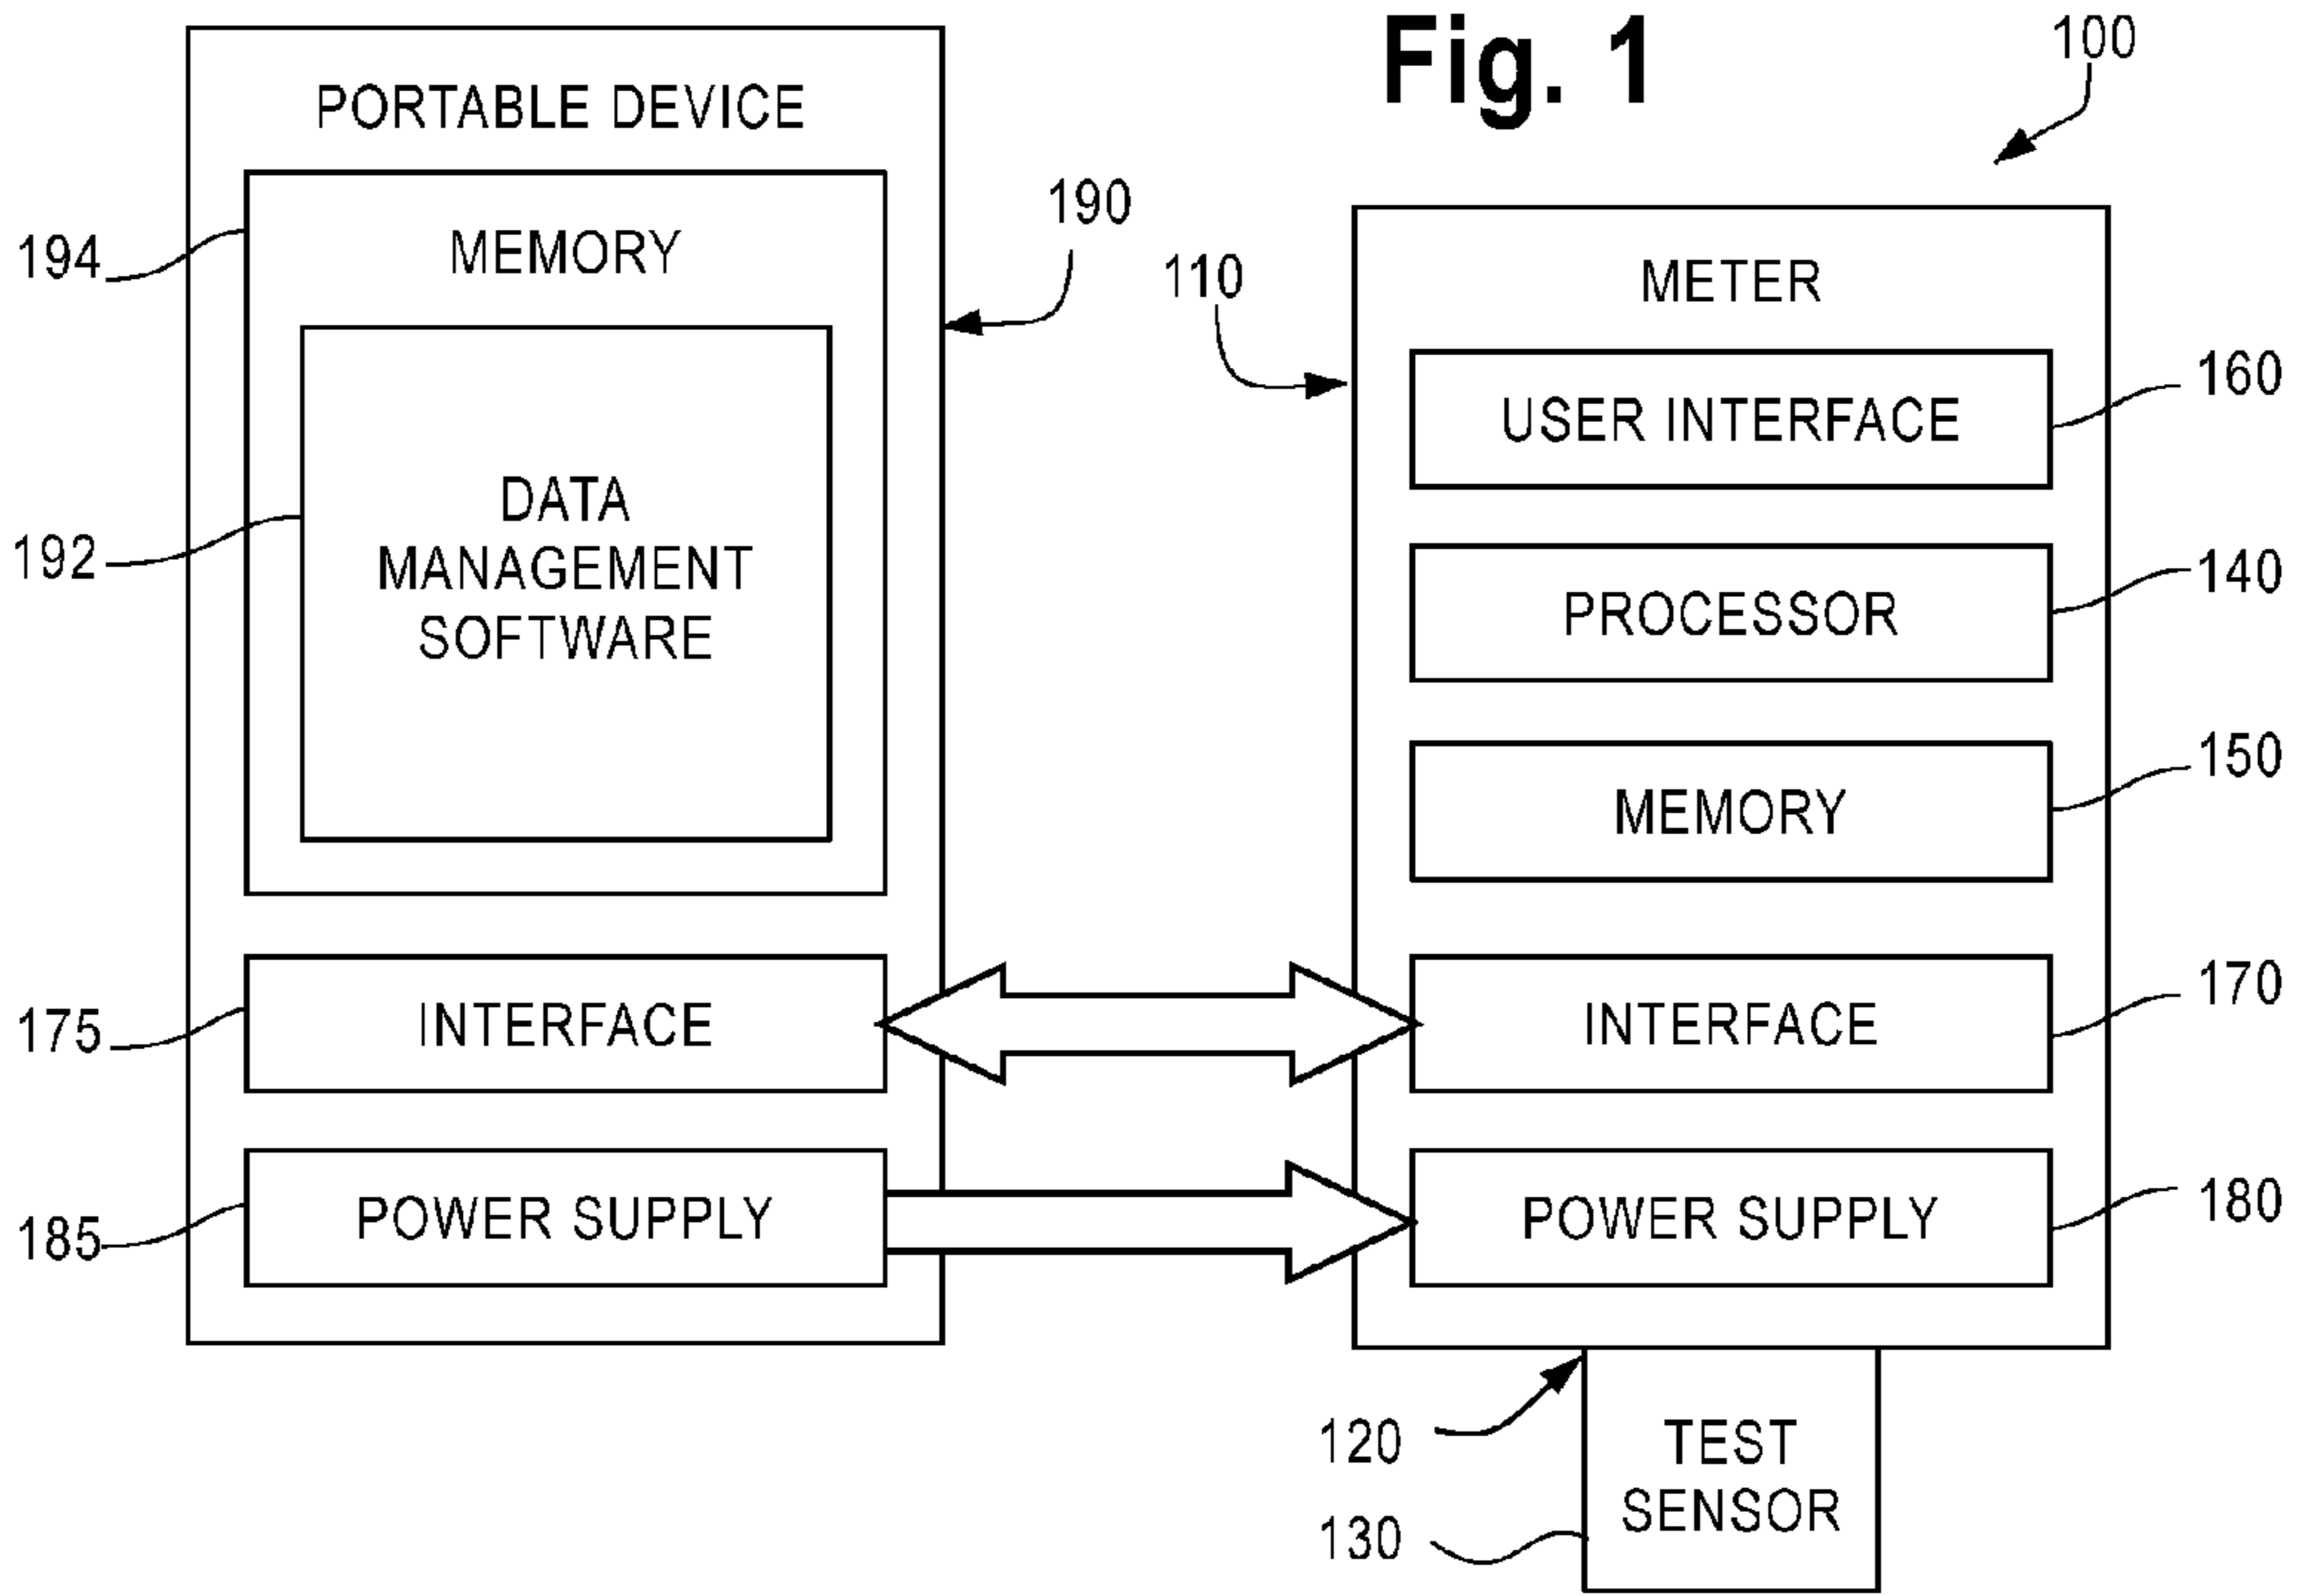 Fig. 1
100
PORTABLE DEVICE
190
194
MEMORY
192
DATA
MANAGEMENT
SOFTWARE
175
INTERFACE
185
POWER SUPPLY
110
METER
USER INTERFACE
160
PROCESSOR
140
MEMORY
150
INTERFACE
170
POWER SUPPLY
180
120
TEST
SENSOR
130